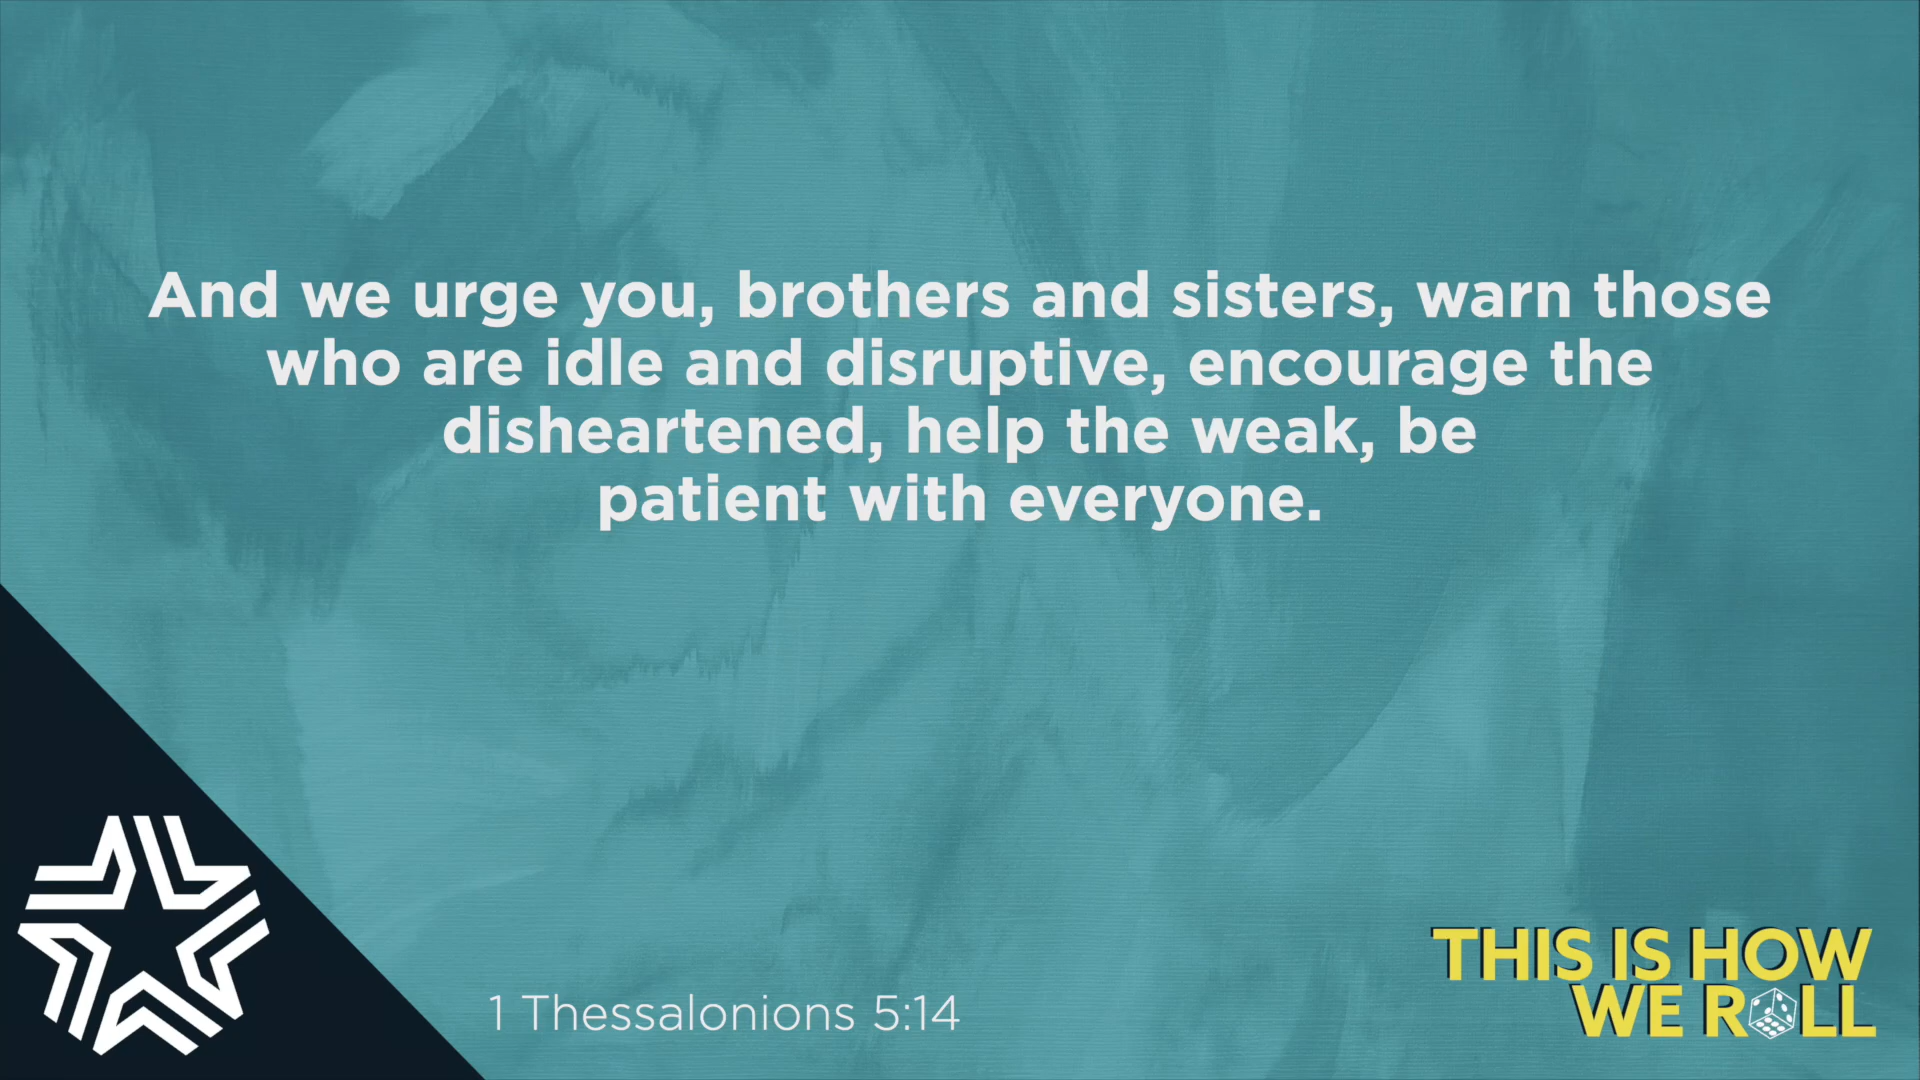 And we urge you, brothers and sisters, warn those
who are idle and disruptive, encourage the
disheartened, help the weak, be
patient with everyone.
1 Thessalonions 5:14
THIS IS HOW
WE ROLL